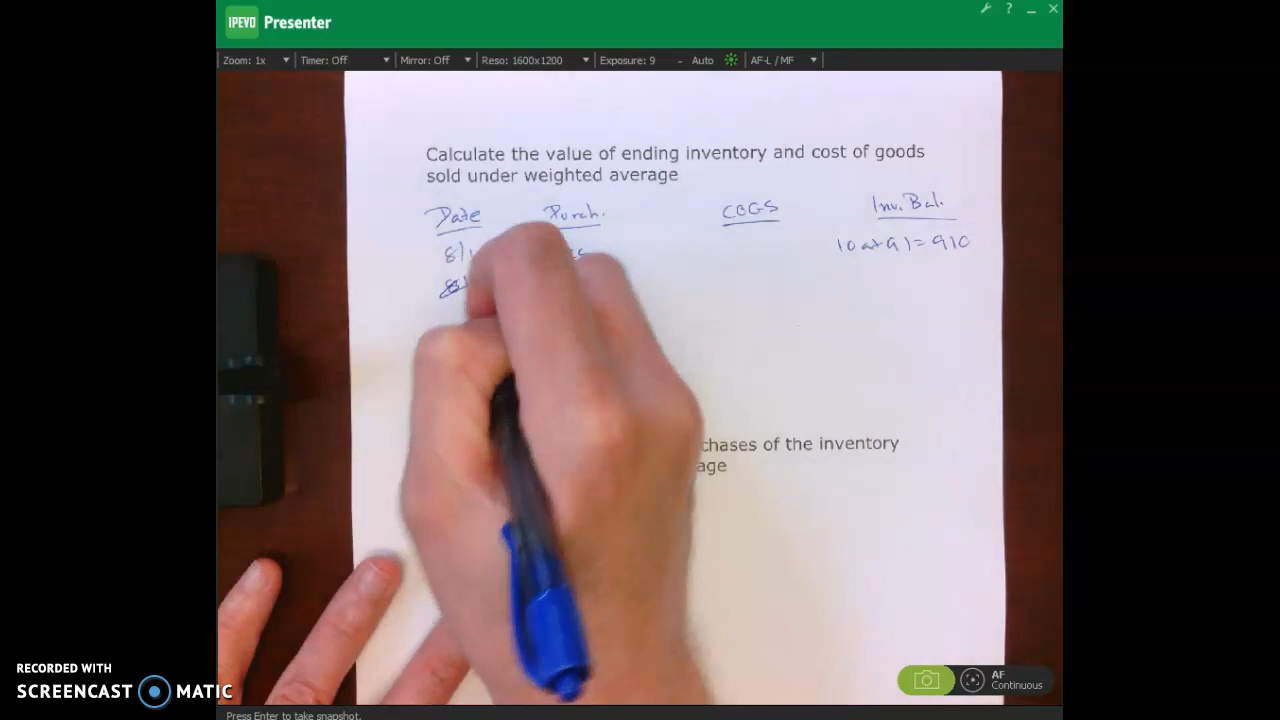 IPEVO Presenter
Zoom: 1x Timer: Off Mirror: Off Reso: 1600x1200 Exposure: 9 - Auto AF-L / MF
Calculate the value of ending inventory and cost of goods
sold under weighted average
Date Purch. COGS Inv. Bal.
8/1 10 at 91 = 910
chases of the inventory
age
AF
Continuous
RECORDED WITH
SCREENCAST MATIC
Press Enter to take snapshot.